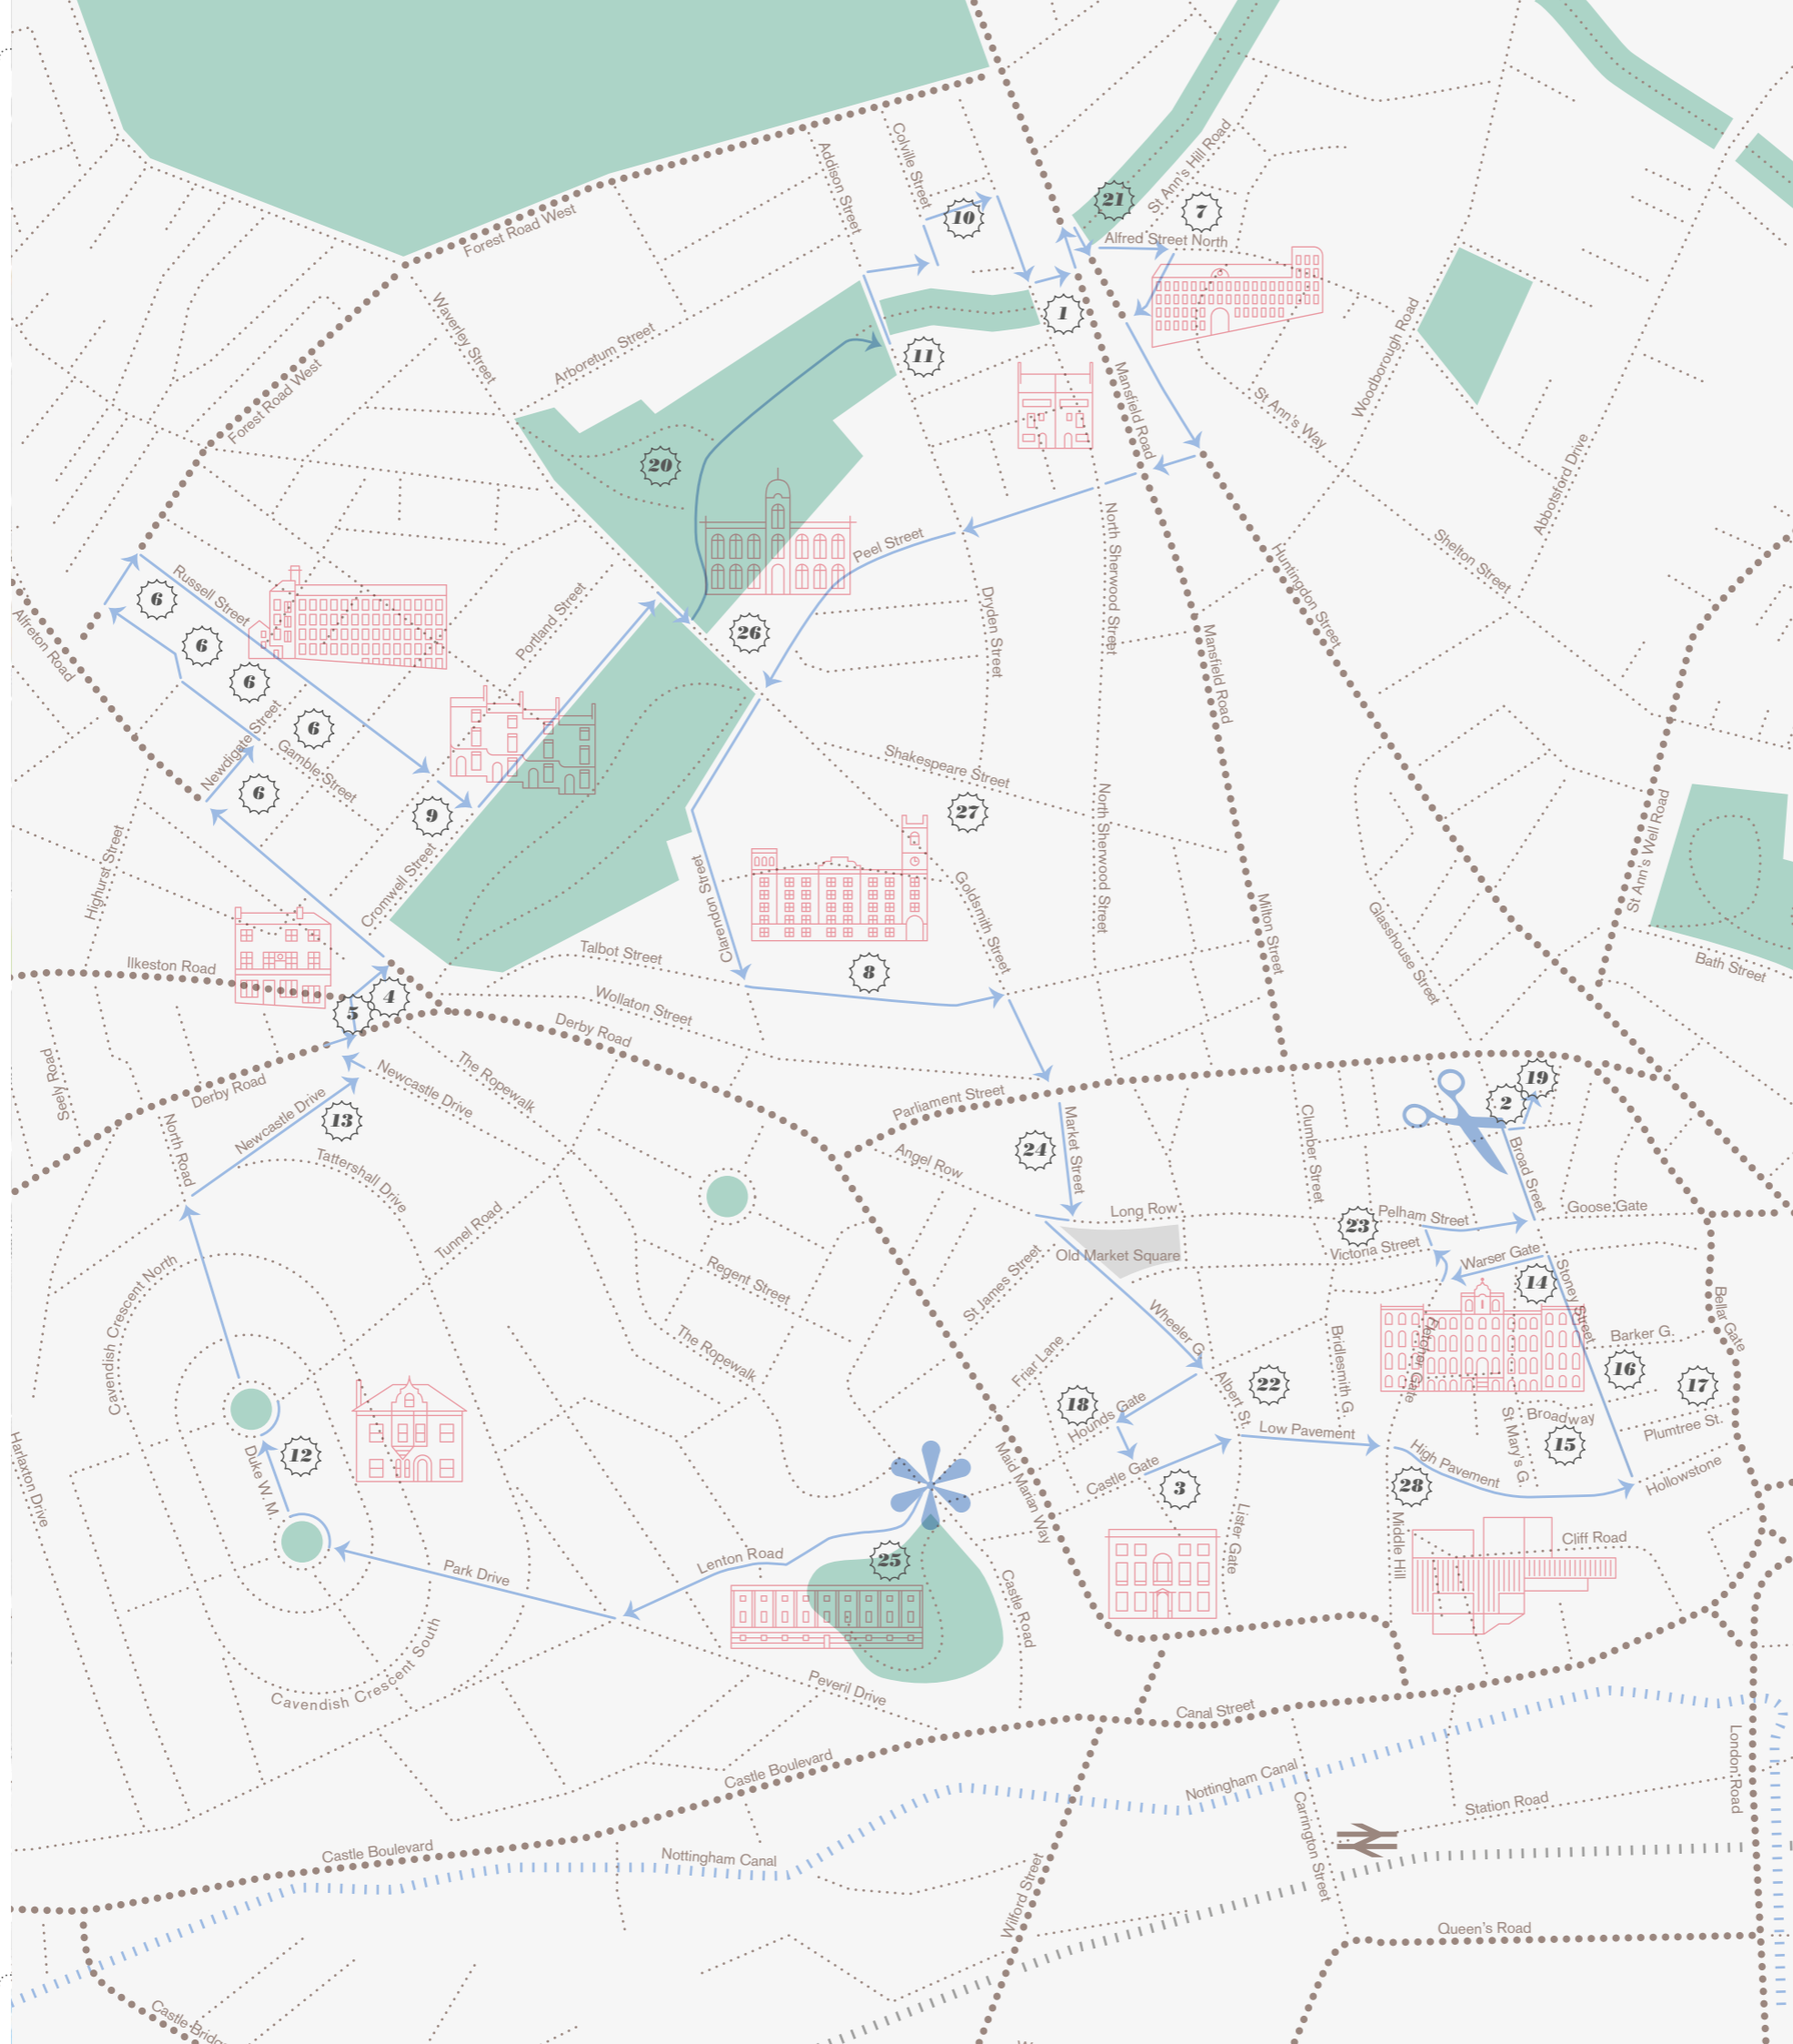 Colville Street
Addison Street
St Ann's Hill Road
21
7
10
Forest Road West
Alfred Street North
Waverley Street
1
Arboretum Street
11
Woodborough Road
Forest Road West
Mansfield Road
St Ann's Way
20
Abbotsford Drive
North Sherwood Street
Peel Street
Shelton Street
Huntingdon Street
Russell Street
6
Portland Street
Dryden Street
Alfreton Road
6
26
Mansfield Road
6
Newdigate Street
6
Gamble Street
Shakespeare Street
6
9
27
North Sherwood Street
St Ann's Well Road
Highurst Street
Cromwell Street
Clarendon Street
Goldsmith Street
Milton Street
Glasshouse Street
Talbot Street
Ilkeston Road
8
Bath Street
4
5
Wollaton Street
Derby Road
Seely Road
The Ropewalk
Newcastle Drive
Derby Road
19
2
Parliament Street
Newcastle Drive
13
North Road
Market Street
Clumber Street
24
Angel Row
Broad Sreet
Tattershall Drive
Long Row
Pelham Street
Goose Gate
23
Tunnel Road
Old Market Square
Victoria Street
Warser Gate
Cavendish Crescent North
Regent Street
St James Street
14
Stoney Street
Bellar Gate
Wheeler G.
The Ropewalk
Friar Lane
Bridlesmith G.
Fletcher Gate
Barker G.
16
22
17
Albert St.
18
Hounds Gate
Broadway
Plumtree St.
Low Pavement
15
St Mary's G.
Harlaxton Drive
12
Duke W. M.
Maid Marian Way
Castle Gate
3
High Pavement
28
Hollowstone
Lister Gate
Middle Hill
Cliff Road
Lenton Road
25
Park Drive
Castle Road
Cavendish Crescent South
Peveril Drive
Canal Street
London Road
Castle Boulevard
Nottingham Canal
Carrington Street
Station Road
Castle Boulevard
Nottingham Canal
Wilford Street
Queen's Road